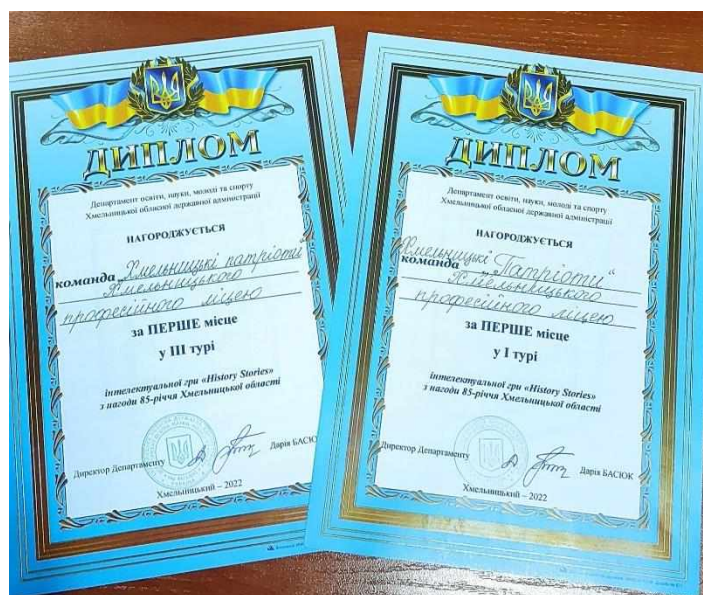 ДИПЛОМ
Департамент освіти, науки, молоді та спорту
Хмельницької обласної державної адміністрації
НАГОРОДЖУЄТЬСЯ
команда „Хмельницькі патріоти“
Хмельницького
професійного ліцею
за ПЕРШЕ місце
у III турі
інтелектуальної гри «History Stories»
з нагоди 85-річчя Хмельницької області
Директор Департаменту Дарія БАСЮК
Хмельницький – 2022
ДИПЛОМ
Департамент освіти, науки, молоді та спорту
Хмельницької обласної державної адміністрації
НАГОРОДЖУЄТЬСЯ
Хмельницькі
команда „Патріоти“
Хмельницького
професійного ліцею
за ПЕРШЕ місце
у I турі
інтелектуальної гри «History Stories»
з нагоди 85-річчя Хмельницької області
Директор Департаменту Дарія БАСЮК
Хмельницький – 2022